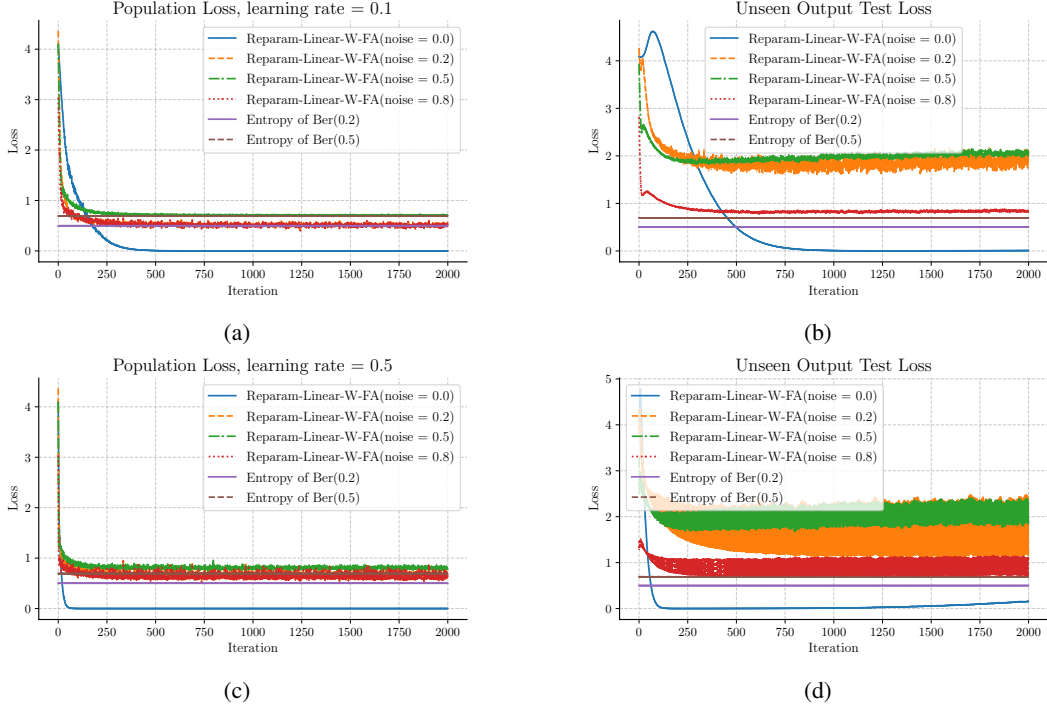 Population Loss, learning rate = 0.1
4
3
2
1
0
Loss
Reparam-Linear-W-FA(noise = 0.0)
Reparam-Linear-W-FA(noise = 0.2)
Reparam-Linear-W-FA(noise = 0.5)
Reparam-Linear-W-FA(noise = 0.8)
Entropy of Ber(0.2)
Entropy of Ber(0.5)
0 250 500 750 1000 1250 1500 1750 2000
Iteration
(a)
Unseen Output Test Loss
4
3
2
1
0
Loss
Reparam-Linear-W-FA(noise = 0.0)
Reparam-Linear-W-FA(noise = 0.2)
Reparam-Linear-W-FA(noise = 0.5)
Reparam-Linear-W-FA(noise = 0.8)
Entropy of Ber(0.2)
Entropy of Ber(0.5)
0 250 500 750 1000 1250 1500 1750 2000
Iteration
(b)
Population Loss, learning rate = 0.5
4
3
2
1
0
Loss
Reparam-Linear-W-FA(noise = 0.0)
Reparam-Linear-W-FA(noise = 0.2)
Reparam-Linear-W-FA(noise = 0.5)
Reparam-Linear-W-FA(noise = 0.8)
Entropy of Ber(0.2)
Entropy of Ber(0.5)
0 250 500 750 1000 1250 1500 1750 2000
Iteration
(c)
Unseen Output Test Loss
5
4
3
2
1
0
Loss
Reparam-Linear-W-FA(noise = 0.0)
Reparam-Linear-W-FA(noise = 0.2)
Reparam-Linear-W-FA(noise = 0.5)
Reparam-Linear-W-FA(noise = 0.8)
Entropy of Ber(0.2)
Entropy of Ber(0.5)
0 250 500 750 1000 1250 1500 1750 2000
Iteration
(d)